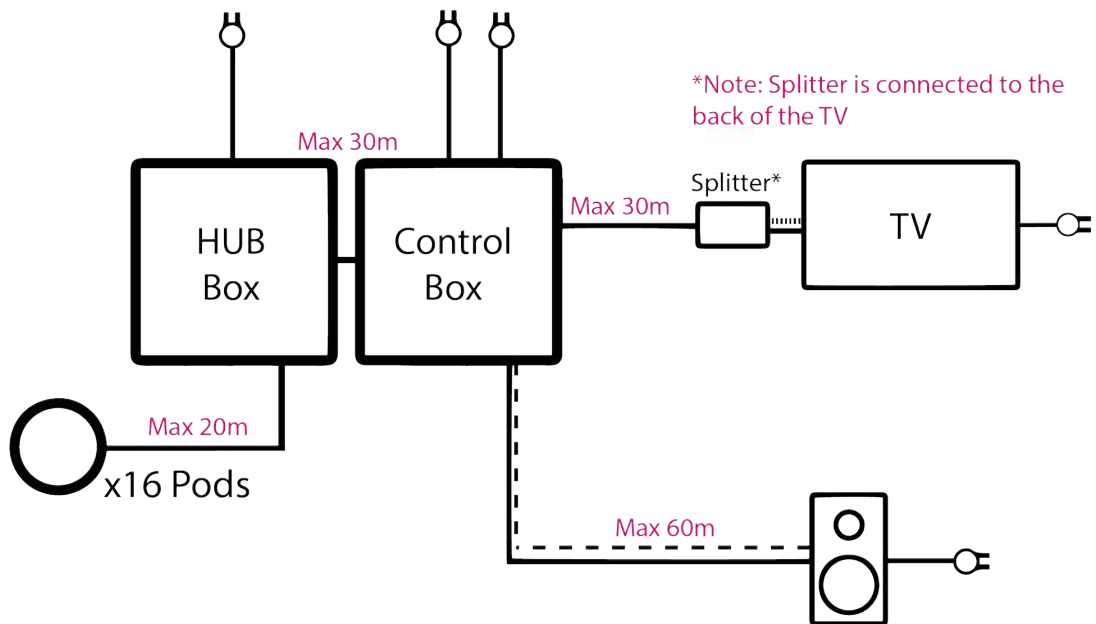 *Note: Splitter is connected to the
back of the TV
Max 30m
Splitter*
Max 30m
HUB
Box
Control
Box
TV
Max 20m
x16 Pods
Max 60m